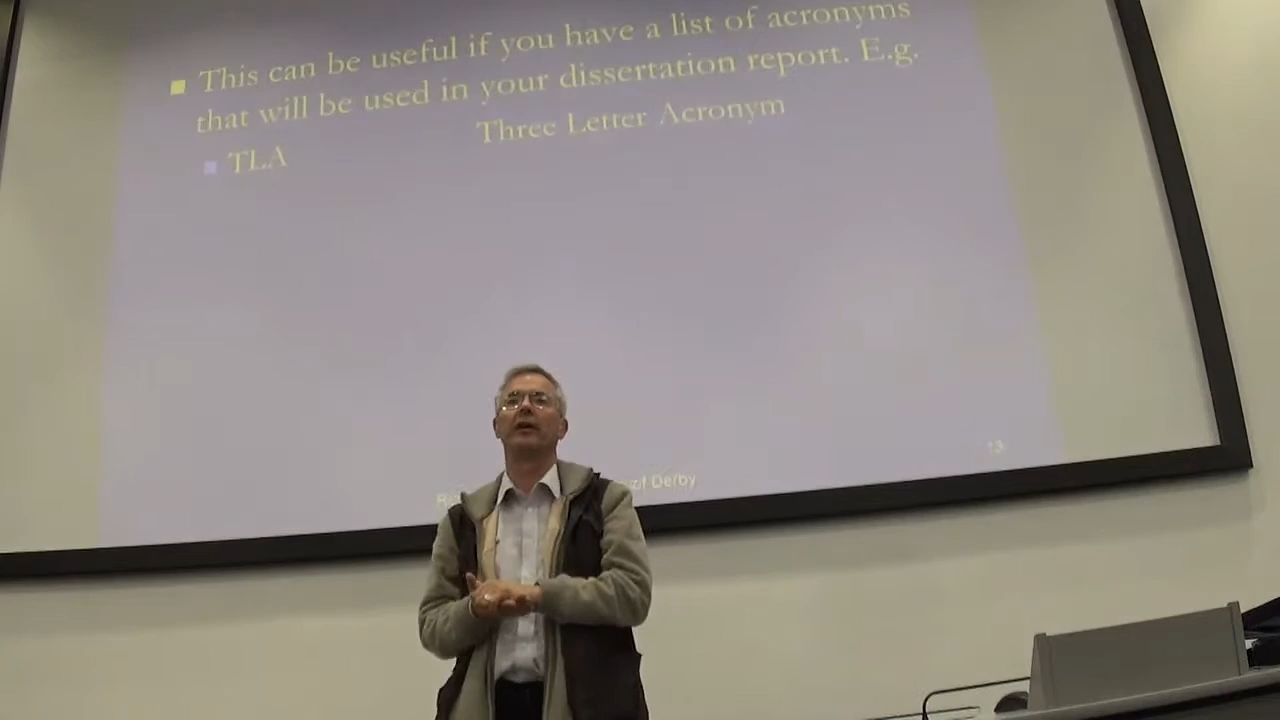 This can be useful if you have a list of acronyms
that will be used in your dissertation report. E.g.
TLA Three Letter Acronym
of Derby
13